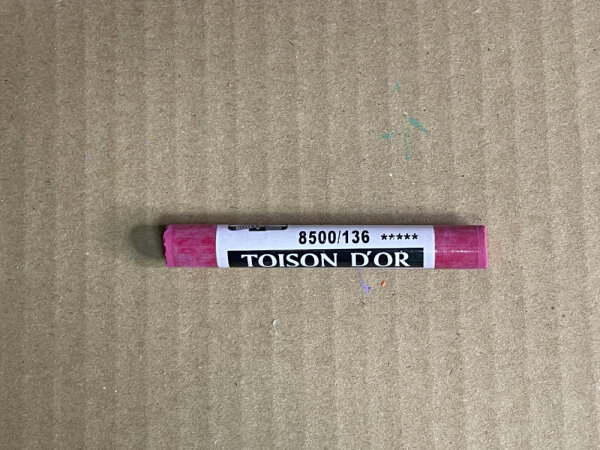 8500/136 *****
TOISON D'OR